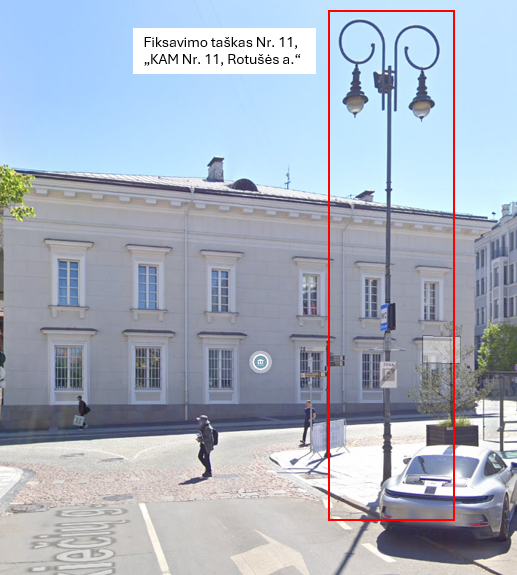 Fiksavimo taškas Nr. 11,
„KAM Nr. 11, Rotušės a.“